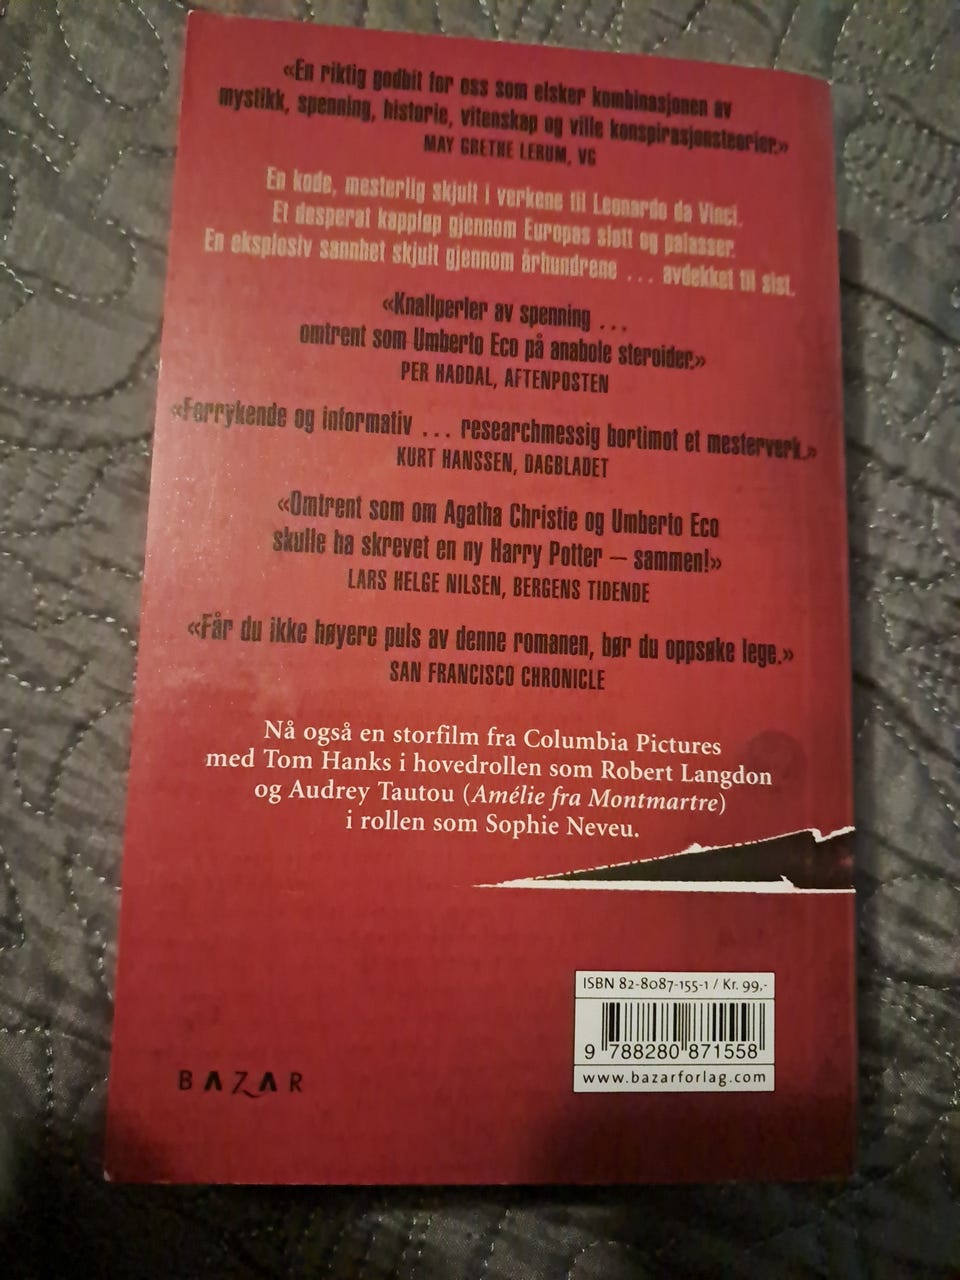 «En riktig godbit for oss som elsker kombinasjonen av
mystikk, spenning, historie, vitenskap og ville konspirasjonsteorier.»
MAY GRETHE LERUM, VG
En kode, mesterlig skjult i verkene til Leonardo da Vinci.
Et desperat kappløp gjennom Europas slott og palasser.
En eksplosiv sannhet skjult gjennom århundrene ... avdekket til sist.
«Knallperler av spenning ...
omtrent som Umberto Eco på anabole steroider.»
PER HADDAL, AFTENPOSTEN
«Forrykende og informativ ... researchmessig bortimot et mesterverk.»
KURT HANSSEN, DAGBLADET
«Omtrent som om Agatha Christie og Umberto Eco
skulle ha skrevet en ny Harry Potter – sammen!»
LARS HELGE NILSEN, BERGENS TIDENDE
«Får du ikke høyere puls av denne romanen, bør du oppsøke lege.»
SAN FRANCISCO CHRONICLE
Nå også en storfilm fra Columbia Pictures
med Tom Hanks i hovedrollen som Robert Langdon
og Audrey Tautou (Amélie fra Montmartre)
i rollen som Sophie Neveu.
ISBN 82-8087-155-1 / Kr. 99,-
9 788280 871558
www.bazarforlag.com
BAZAR